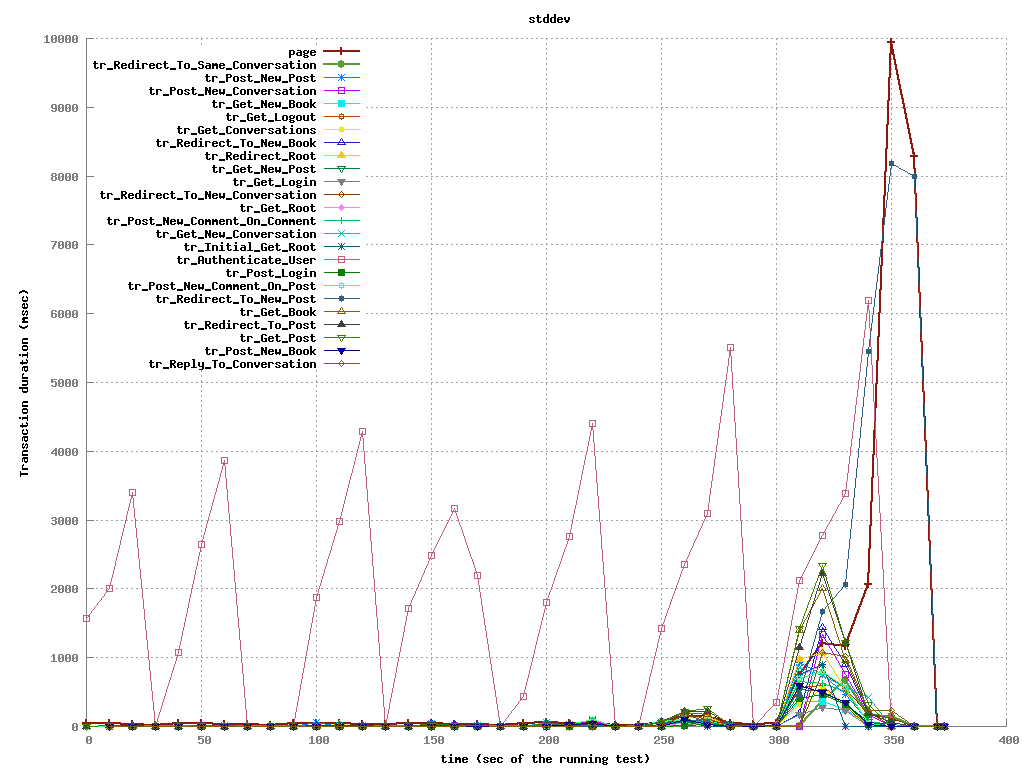 stddev
10000
9000
8000
7000
6000
5000
4000
3000
2000
1000
0
Transaction duration (msec)
page
tr_Redirect_To_Same_Conversation
tr_Post_New_Post
tr_Post_New_Conversation
tr_Get_New_Book
tr_Get_Logout
tr_Get_Conversations
tr_Redirect_To_New_Book
tr_Redirect_Root
tr_Get_New_Post
tr_Get_Login
tr_Redirect_To_New_Conversation
tr_Get_Root
tr_Post_New_Comment_On_Comment
tr_Get_New_Conversation
tr_Initial_Get_Root
tr_Authenticate_User
tr_Post_Login
tr_Post_New_Comment_On_Post
tr_Redirect_To_New_Post
tr_Get_Book
tr_Redirect_To_Post
tr_Get_Post
tr_Post_New_Book
tr_Reply_To_Conversation
0 50 100 150 200 250 300 350 400
time (sec of the running test)